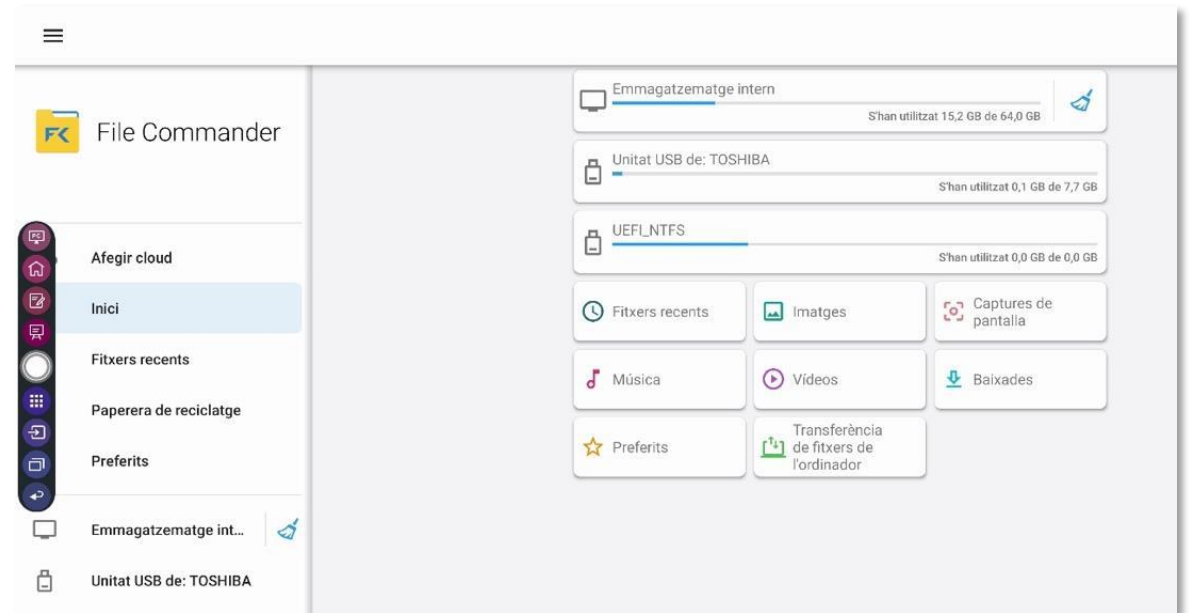 FK
File Commander
PC
Afegir cloud
Inici
Fitxers recents
Paperera de reciclatge
Preferits
Emmagatzematge int...
Unitat USB de: TOSHIBA
Emmagatzematge intern
S'han utilitzat 15,2 GB de 64,0 GB
Unitat USB de: TOSHIBA
S'han utilitzat 0,1 GB de 7,7 GB
UEFI_NTFS
S'han utilitzat 0,0 GB de 0,0 GB
Fitxers recents
Imatges
Captures de
pantalla
Música
Vídeos
Baixades
Preferits
Transferència
de fitxers de
l'ordinador